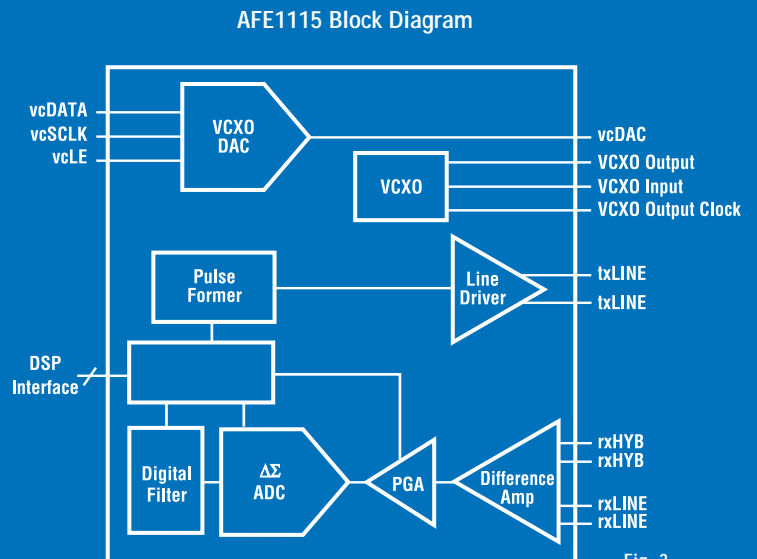 AFE1115 Block Diagram
vcDATA
vcSCLK
vcLE
VCXO
DAC
vcDAC
VCXO
VCXO Output
VCXO Input
VCXO Output Clock
Pulse
Former
Line
Driver
txLINE
txLINE
DSP
Interface
Digital
Filter
ΔΣ
ADC
PGA
Difference
Amp
rxHYB
rxHYB
rxLINE
rxLINE